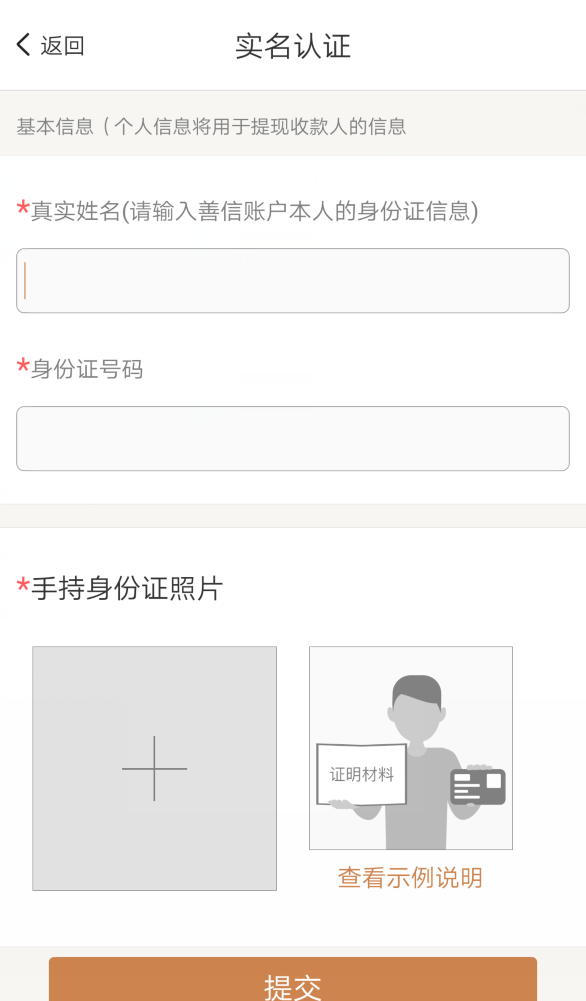 返回
实名认证
基本信息（个人信息将用于提现收款人的信息
*真实姓名(请输入善信账户本人的身份证信息)
*身份证号码
*手持身份证照片
证明材料
查看示例说明
提交